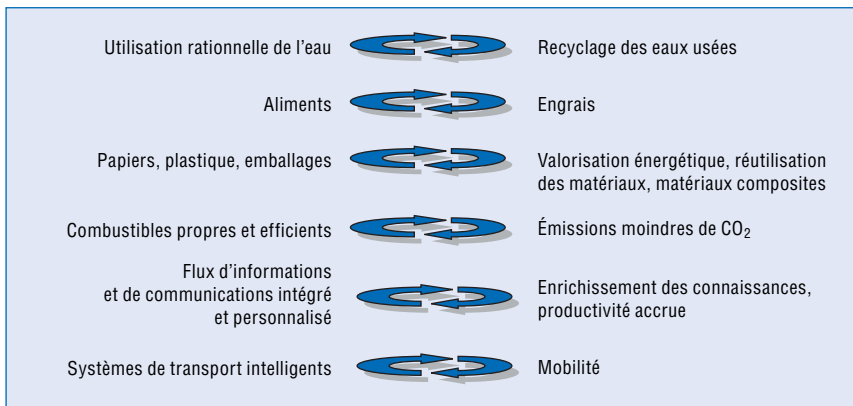 Utilisation rationnelle de l'eau
Recyclage des eaux usées
Aliments
Engrais
Papiers, plastique, emballages
Valorisation énergétique, réutilisation
des matériaux, matériaux composites
Combustibles propres et efficients
Émissions moindres de CO₂
Flux d'informations
et de communications intégré
et personnalisé
Enrichissement des connaissances,
productivité accrue
Systèmes de transport intelligents
Mobilité